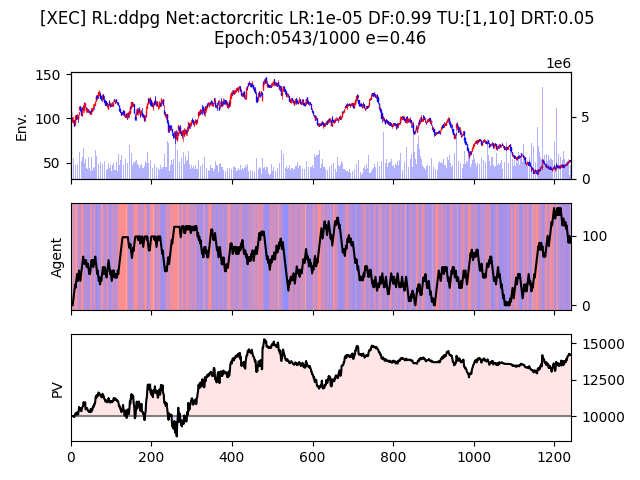 [XEC] RL:ddpg Net:actorcritic LR:1e-05 DF:0.99 TU:[1,10] DRT:0.05
Epoch:0543/1000 e=0.46
1e6
150
100
50
Env.
5
0
Agent
100
0
PV
15000
12500
10000
0
200
400
600
800
1000
1200